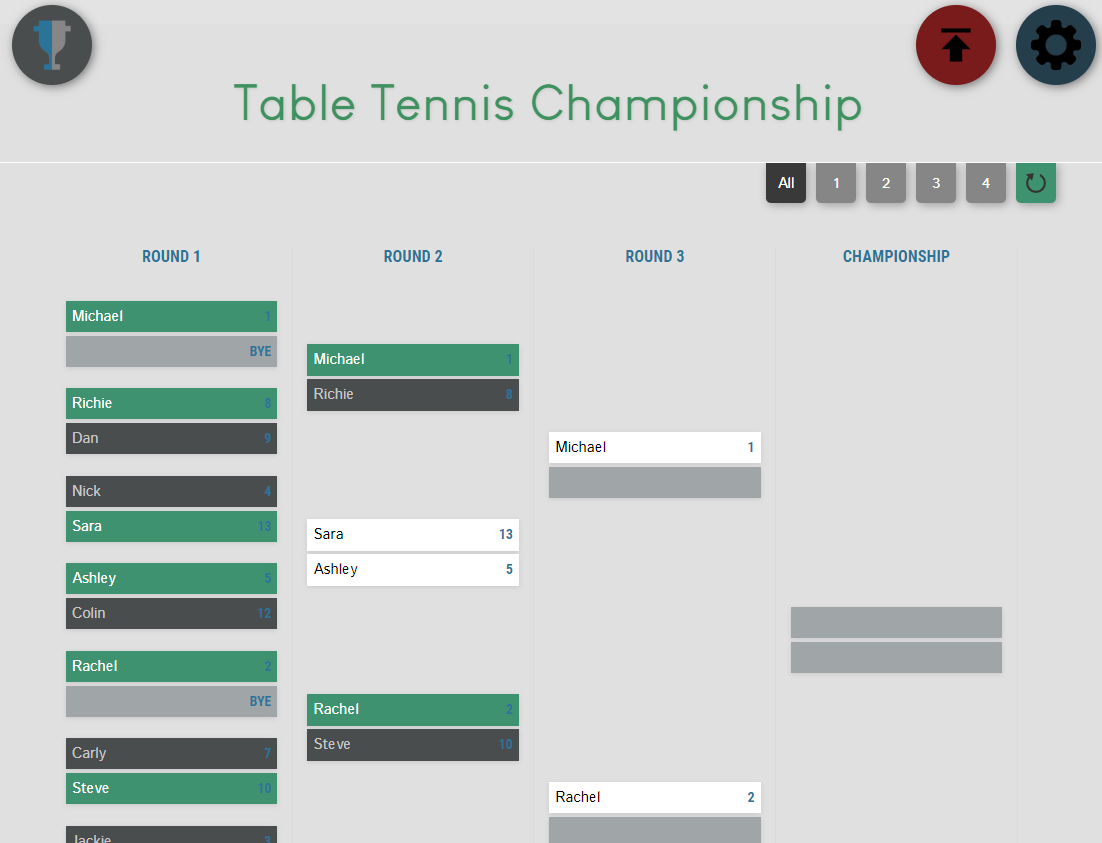 Table Tennis Championship
All 1 2 3 4
ROUND 1
Michael 1
BYE
Richie 8
Dan 9
Nick 4
Sara 13
Ashley 5
Colin 12
Rachel 2
BYE
Carly 7
Steve 10
Jackie 3
ROUND 2
Michael 1
Richie 8
Sara 13
Ashley 5
Rachel 2
Steve 10
ROUND 3
Michael 1
Rachel 2
CHAMPIONSHIP